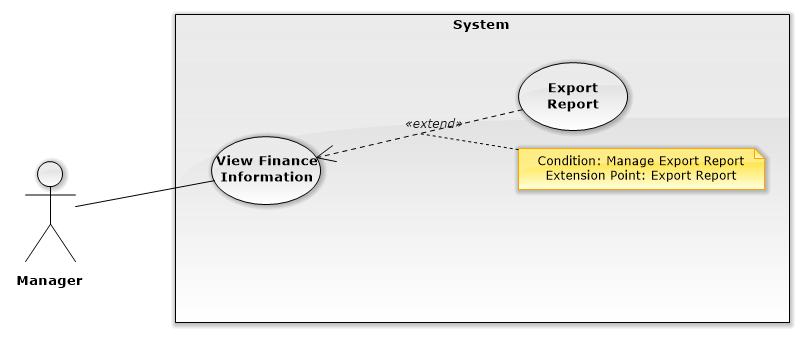 System
Export
Report
«extend»
View Finance
Information
Condition: Manage Export Report
Extension Point: Export Report
Manager